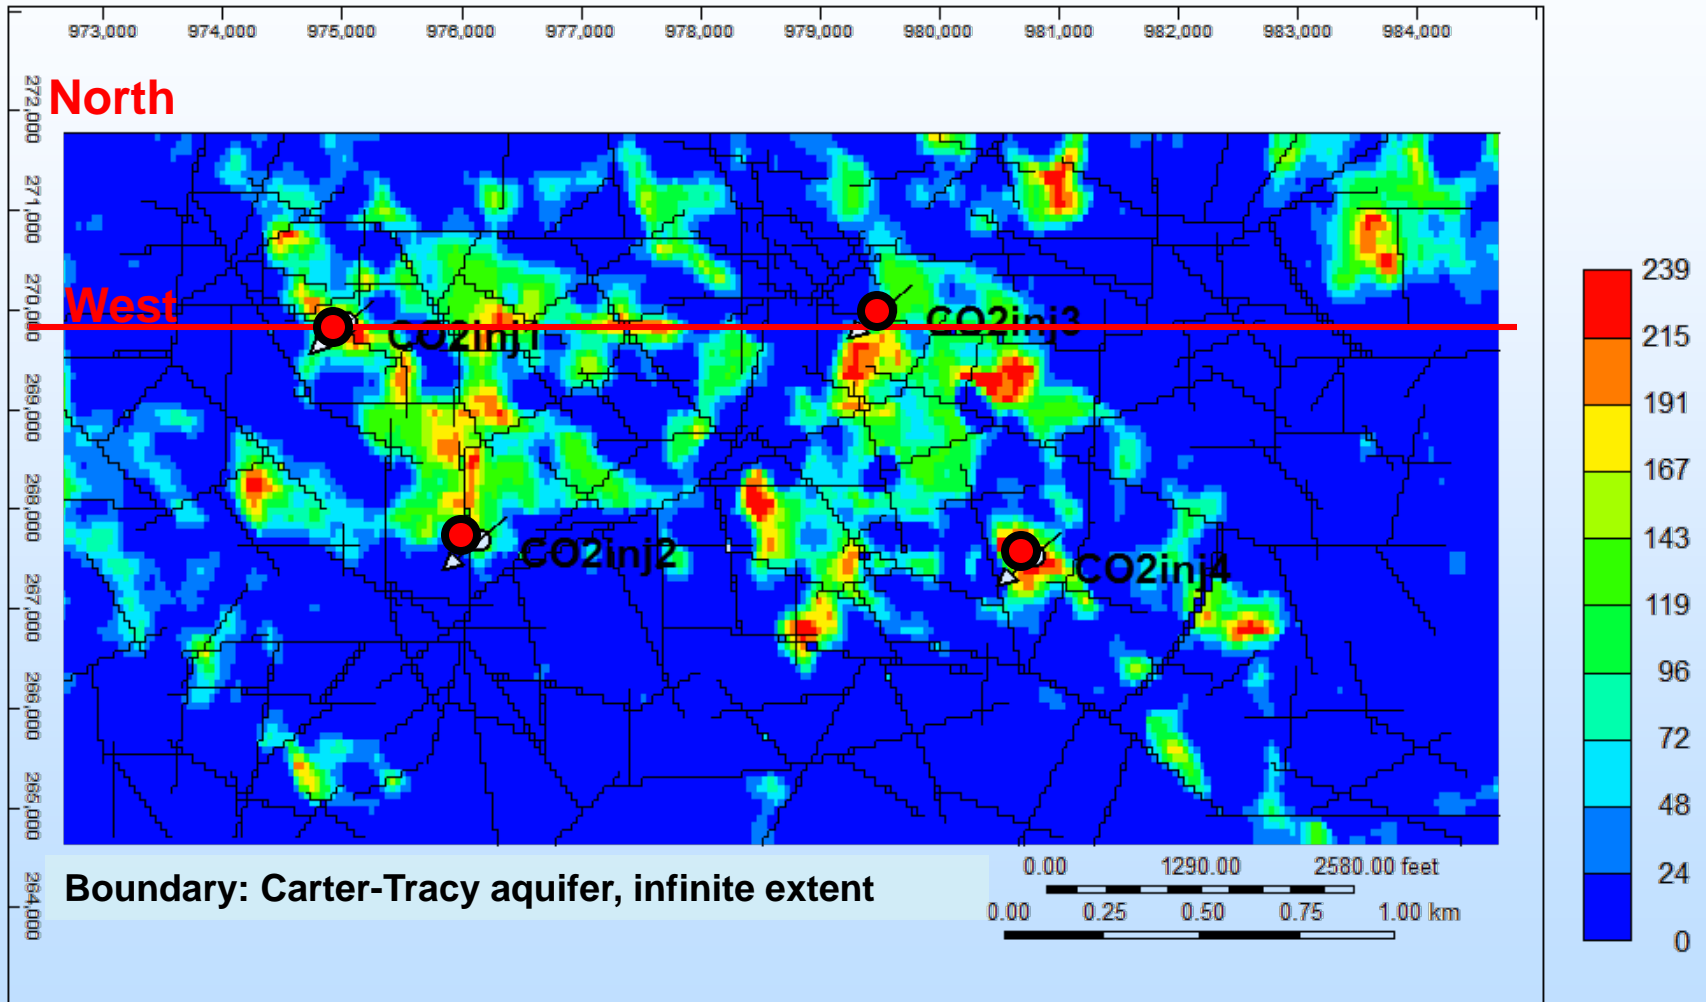 973,000 974,000 975,000 976,000 977,000 978,000 979,000 980,000 981,000 982,000 983,000 984,000
272,000
271,000
270,000
269,000
268,000
267,000
266,000
265,000
264,000
North
West
CO2inj1
CO2inj3
CO2inj2
CO2inj4
239
215
191
167
143
119
96
72
48
24
0
Boundary: Carter-Tracy aquifer, infinite extent
0.00 1290.00 2580.00 feet
0.00 0.25 0.50 0.75 1.00 km